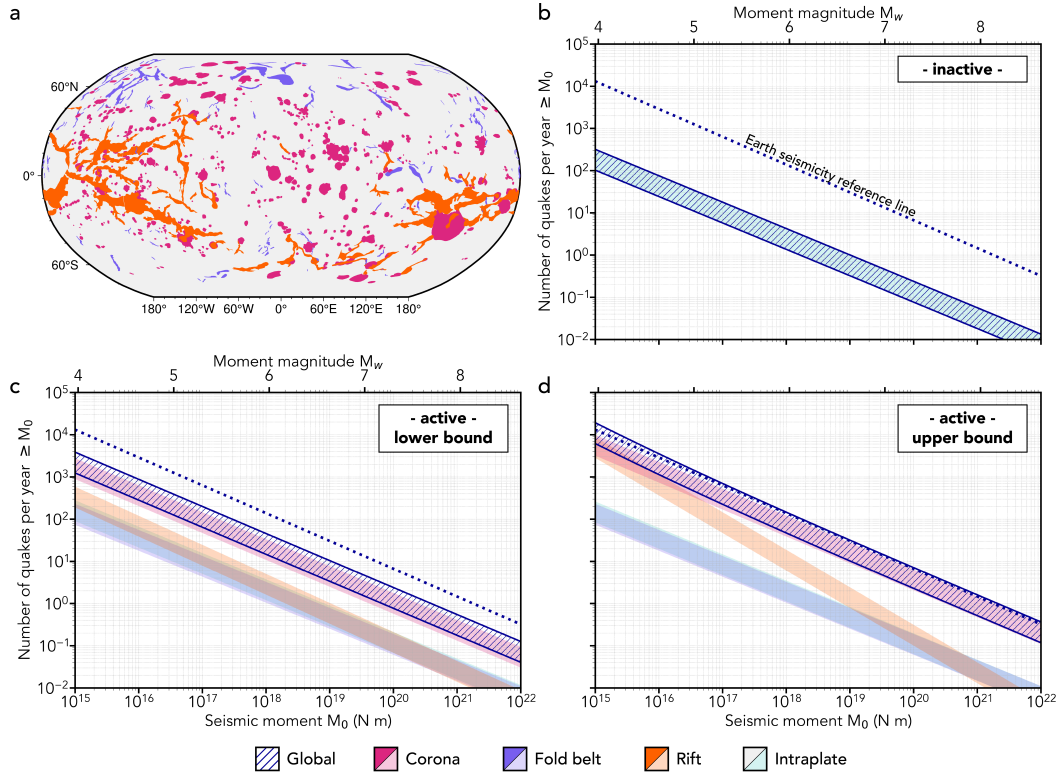 a
60°N
0°
60°S
180° 120°W 60°W 0° 60°E 120°E 180°
b
Moment magnitude Mw
4 5 6 7 8
Number of quakes per year ≥ M0
10^5
10^4
10^3
10^2
10^1
10^0
10^−1
10^−2
- inactive -
Earth seismicity reference line
c
Moment magnitude Mw
4 5 6 7 8
Number of quakes per year ≥ M0
10^5
10^4
10^3
10^2
10^1
10^0
10^−1
10^−2
- active -
lower bound
10^15 10^16 10^17 10^18 10^19 10^20 10^21 10^22
Seismic moment M0 (N m)
d
- active -
upper bound
10^15 10^16 10^17 10^18 10^19 10^20 10^21 10^22
Seismic moment M0 (N m)
Global Corona Fold belt Rift Intraplate